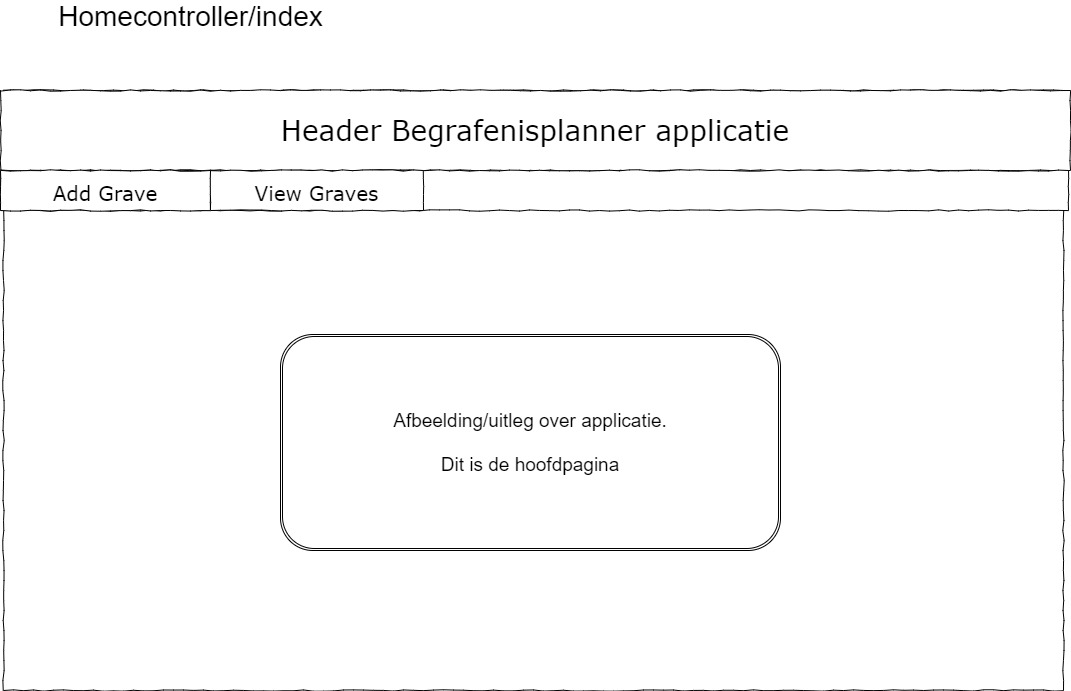 Homecontroller/index
Header Begrafenisplanner applicatie
Add Grave
View Graves
Afbeelding/uitleg over applicatie.
Dit is de hoofdpagina